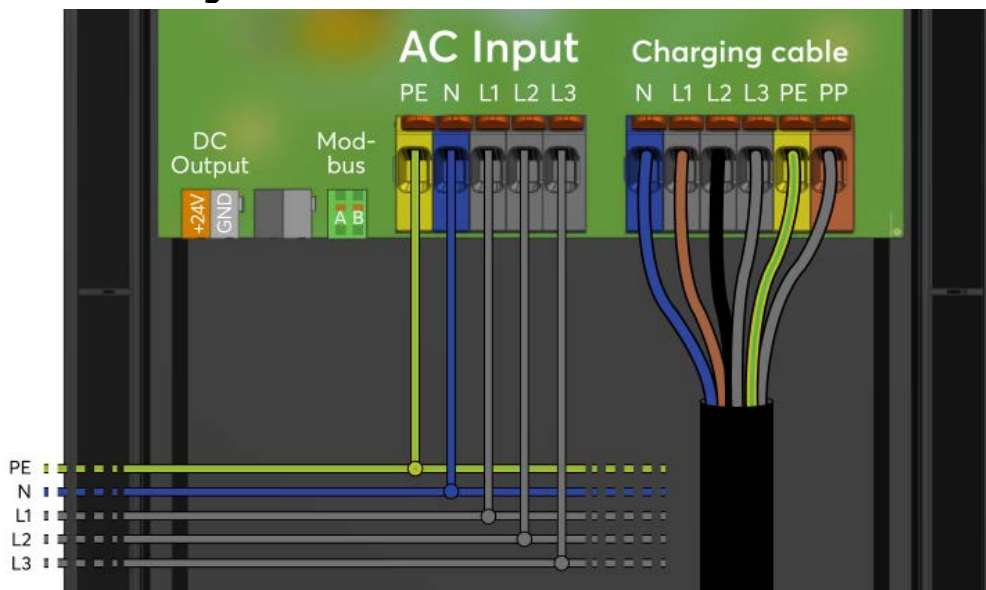 AC Input
Charging cable
PE N L1 L2 L3
N L1 L2 L3 PE PP
DC
Output
Mod-
bus
+24V
GND
A B
PE
N
L1
L2
L3